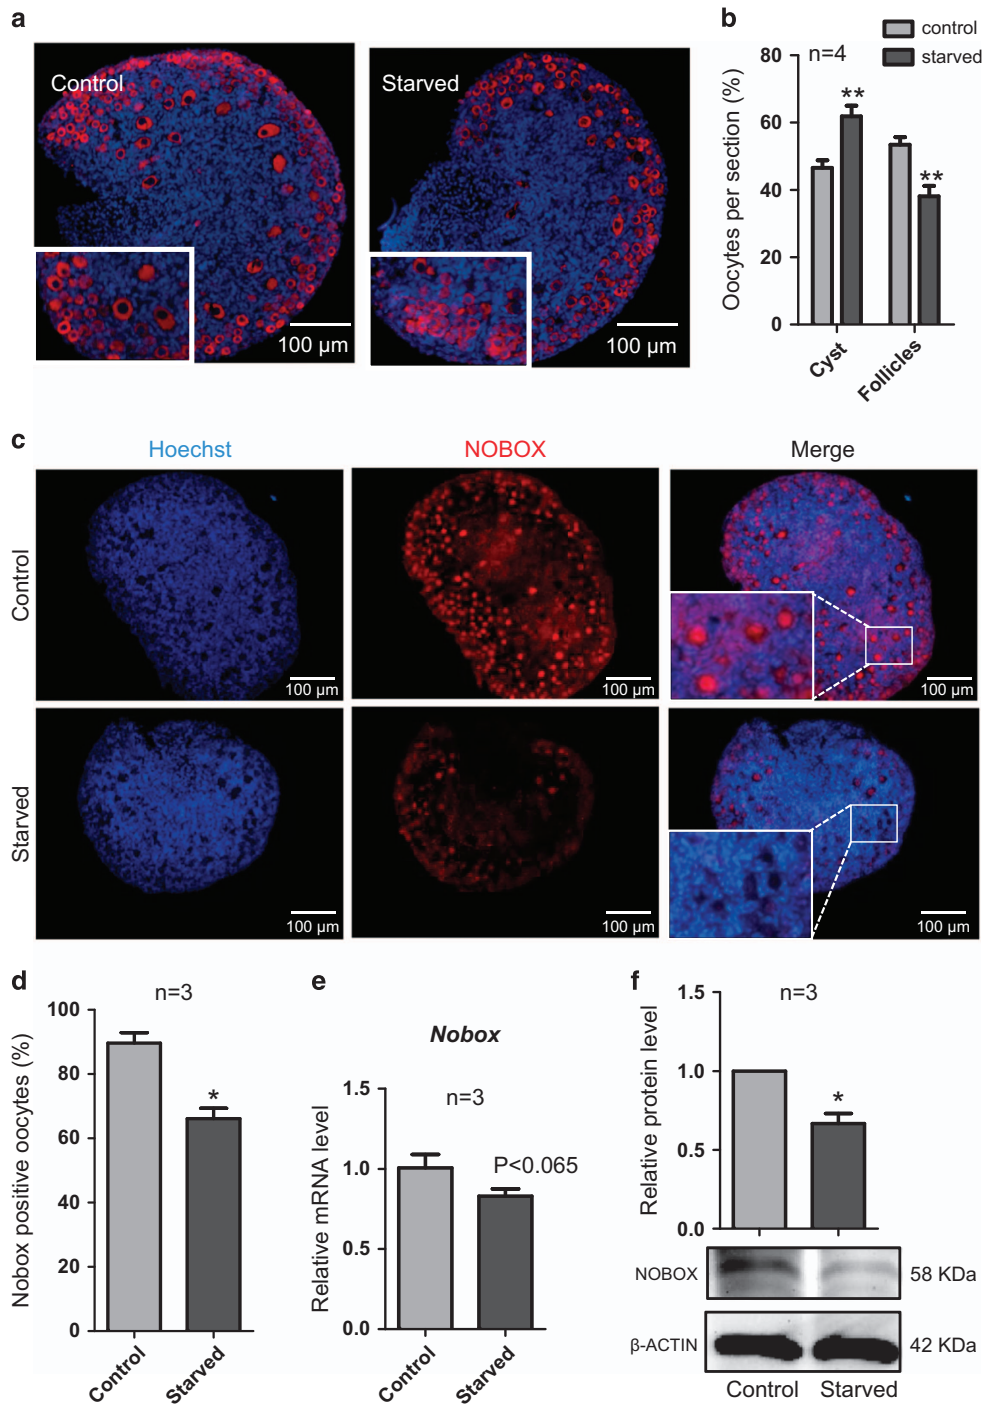 a
Control
100 µm
Starved
100 µm
b
control
starved
n=4
Oocytes per section (%)
80
60
40
20
0
**
**
Cyst
Follicles
c
Hoechst
NOBOX
Merge
Control
100 µm
100 µm
100 µm
Starved
100 µm
100 µm
100 µm
d
n=3
Nobox positive oocytes (%)
100
80
60
40
20
0
*
Control
Starved
e
Nobox
n=3
Relative mRNA level
1.5
1.0
0.5
0.0
P<0.065
Control
Starved
f
n=3
Relative protein level
1.5
1.0
0.5
0.0
*
NOBOX
58 KDa
β-ACTIN
42 KDa
Control
Starved